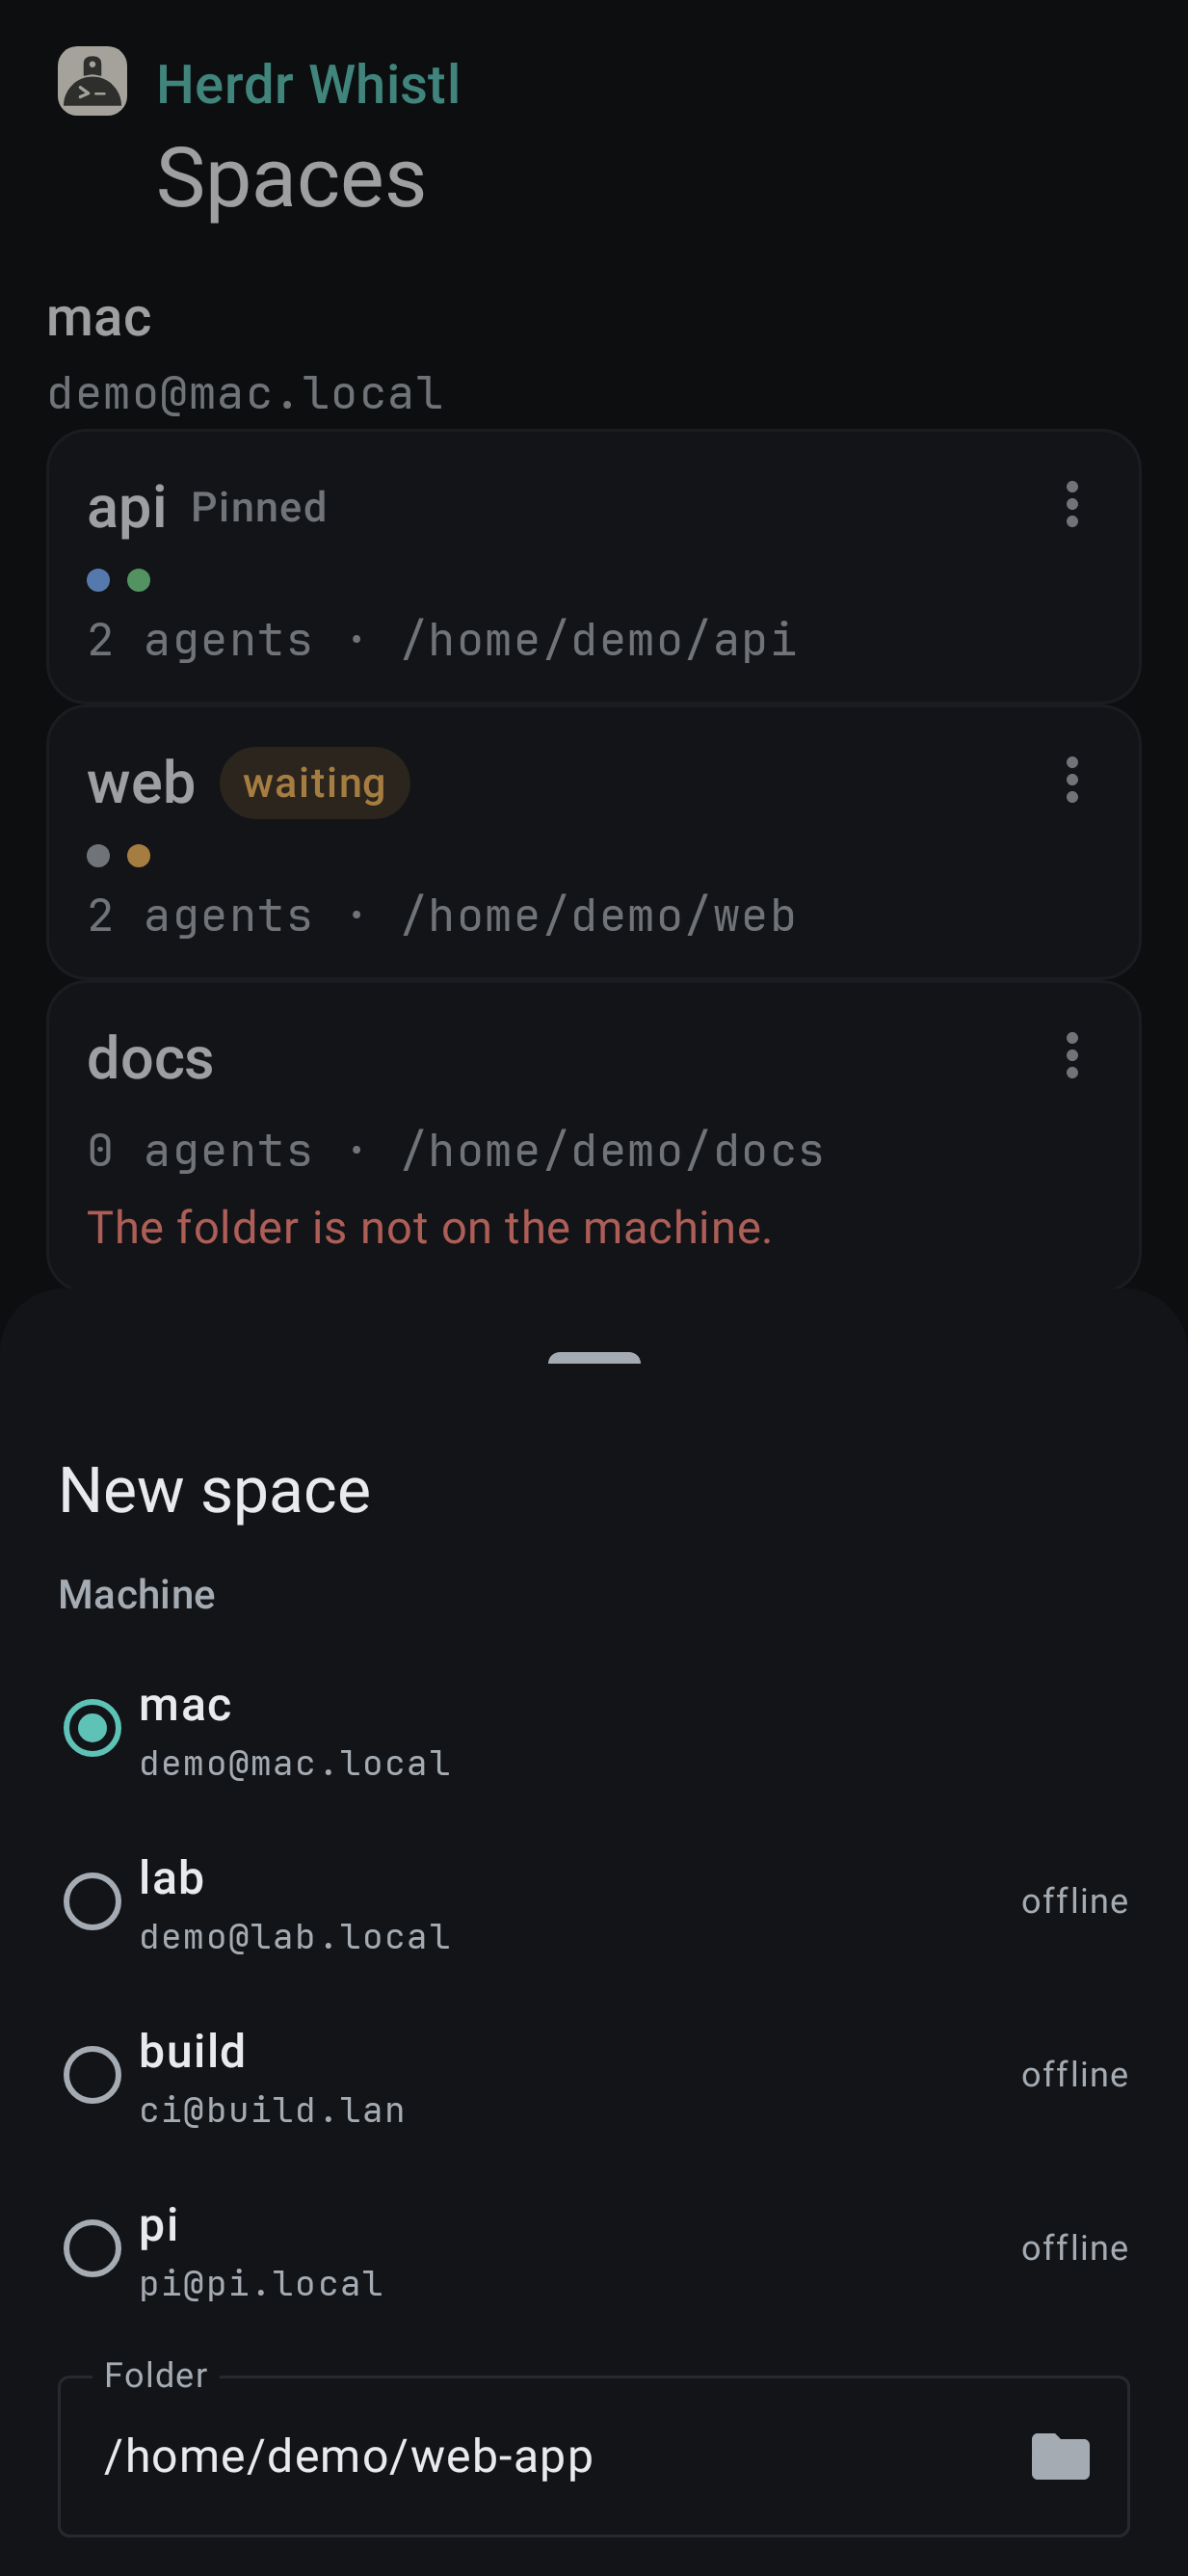 Herdr Whistl
Spaces
mac
demo@mac.local
api Pinned
2 agents · /home/demo/api
web waiting
2 agents · /home/demo/web
docs
0 agents · /home/demo/docs
The folder is not on the machine.
New space
Machine
mac
demo@mac.local
lab
demo@lab.local
offline
build
ci@build.lan
offline
pi
pi@pi.local
offline
Folder
/home/demo/web-app